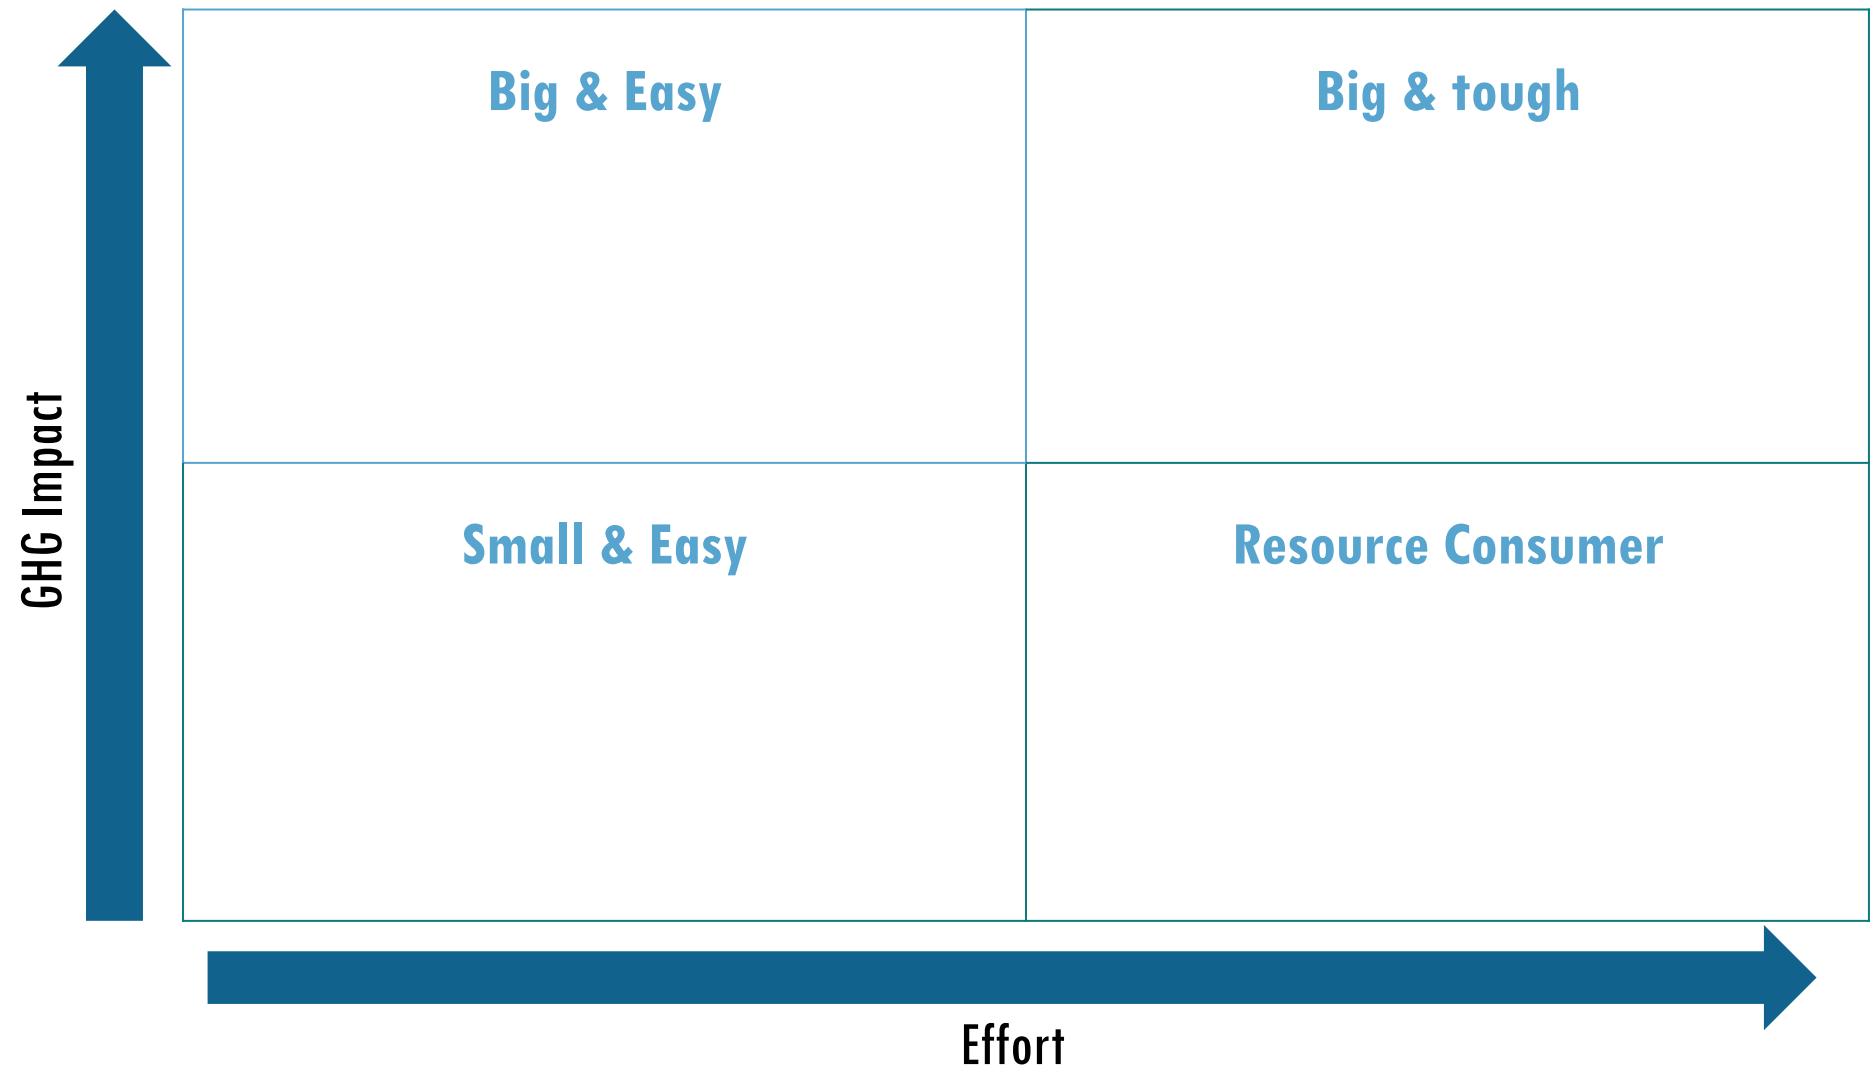 Big & Easy
Big & tough
GHG Impact
Small & Easy
Resource Consumer
Effort